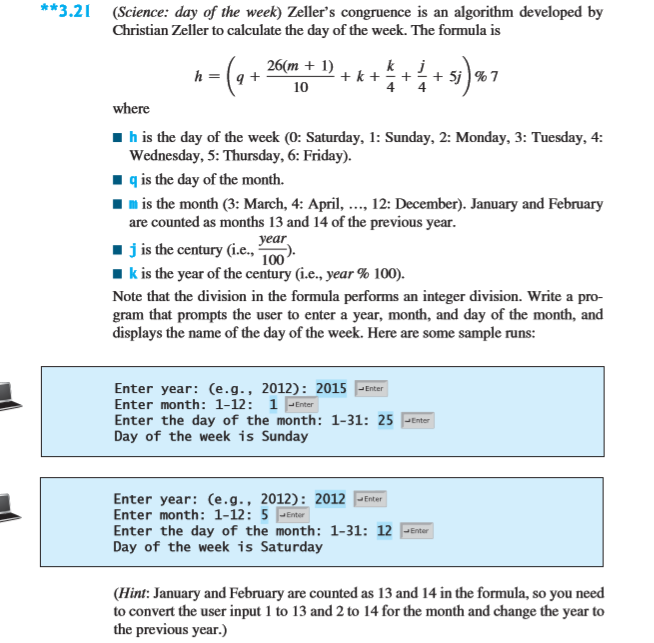 **3.21 (Science: day of the week) Zeller's congruence is an algorithm developed by
Christian Zeller to calculate the day of the week. The formula is
h = (q + 26(m + 1)/10 + k + k/4 + j/4 + 5j) % 7
where
■ h is the day of the week (0: Saturday, 1: Sunday, 2: Monday, 3: Tuesday, 4:
Wednesday, 5: Thursday, 6: Friday).
■ q is the day of the month.
■ m is the month (3: March, 4: April, ..., 12: December). January and February
are counted as months 13 and 14 of the previous year.
■ j is the century (i.e., year/100).
■ k is the year of the century (i.e., year % 100).
Note that the division in the formula performs an integer division. Write a pro-
gram that prompts the user to enter a year, month, and day of the month, and
displays the name of the day of the week. Here are some sample runs:
Enter year: (e.g., 2012): 2015 ↵Enter
Enter month: 1-12: 1 ↵Enter
Enter the day of the month: 1-31: 25 ↵Enter
Day of the week is Sunday
Enter year: (e.g., 2012): 2012 ↵Enter
Enter month: 1-12: 5 ↵Enter
Enter the day of the month: 1-31: 12 ↵Enter
Day of the week is Saturday
(Hint: January and February are counted as 13 and 14 in the formula, so you need
to convert the user input 1 to 13 and 2 to 14 for the month and change the year to
the previous year.)